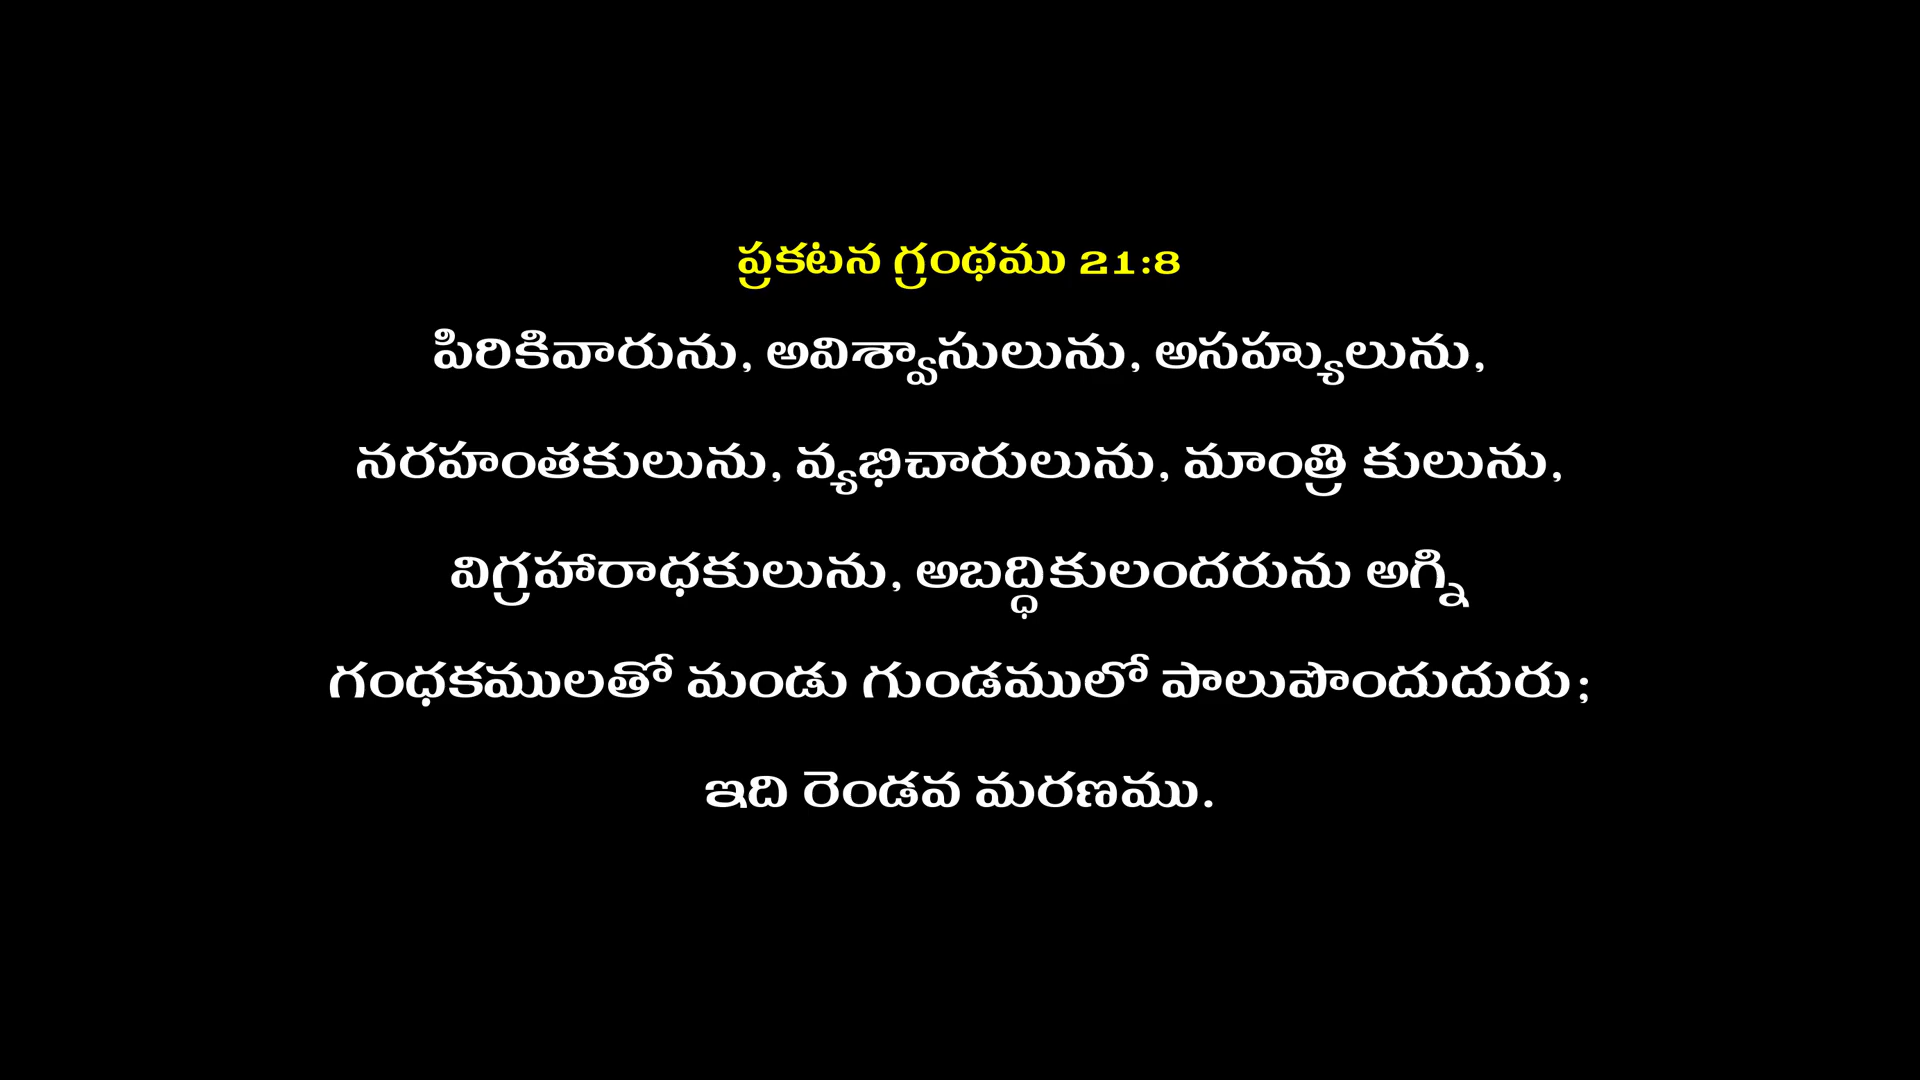 ప్రకటన గ్రంథము 21:8
పిరికివారును, అవిశ్వాసులును, అసహ్యులును,
నరహంతకులును, వ్యభిచారులును, మాంత్రి కులును,
విగ్రహారాధకులును, అబద్ధికులందరును అగ్ని
గంధకములతో మండు గుండములో పాలుపొందుదురు;
ఇది రెండవ మరణము.